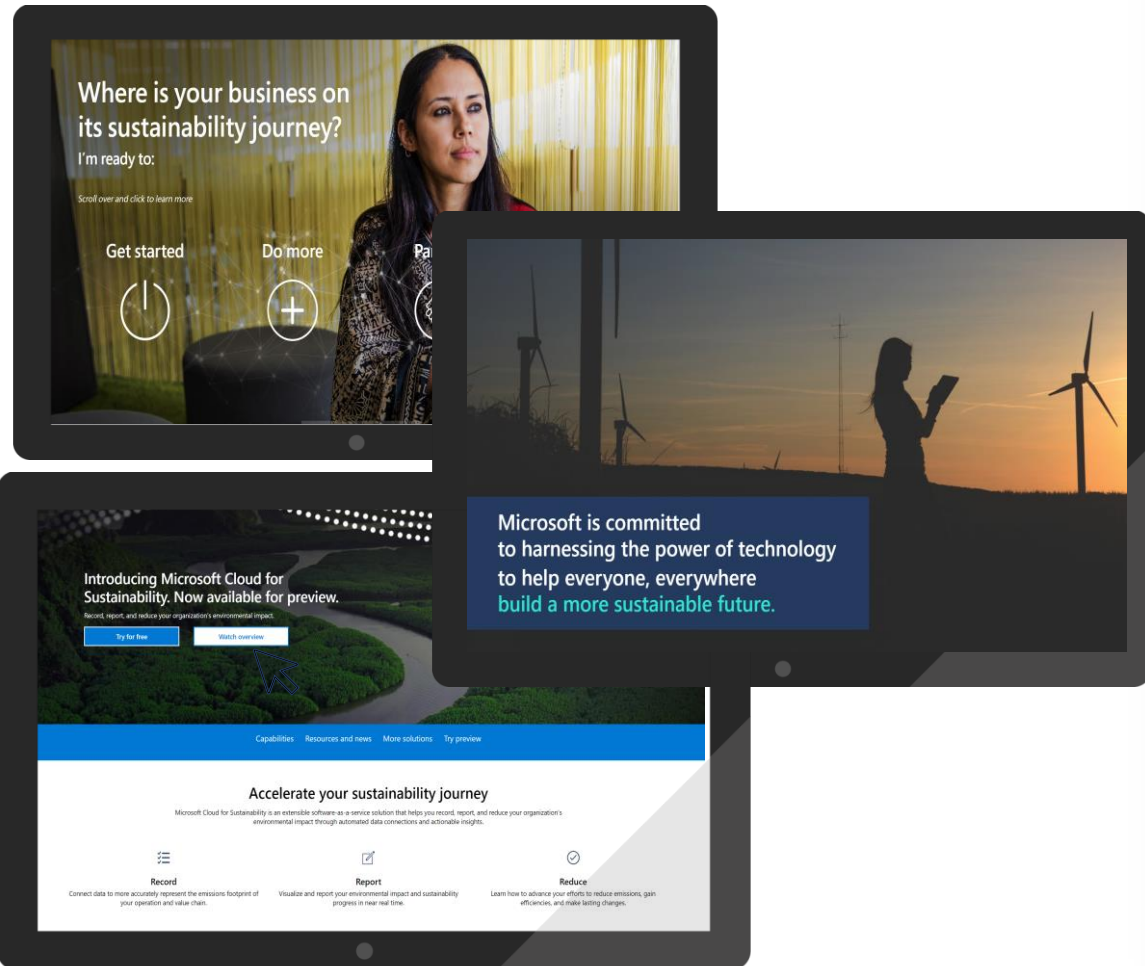 Where is your business on
its sustainability journey?
I'm ready to:
Scroll over and click to learn more
Get started
Do more
Microsoft is committed
to harnessing the power of technology
to help everyone, everywhere
build a more sustainable future.
Introducing Microsoft Cloud for
Sustainability. Now available for preview.
Record, report, and reduce your organization's environmental impact.
Try for free
Watch overview
Capabilities Resources and news More solutions Try preview
Accelerate your sustainability journey
Microsoft Cloud for Sustainability is an extensible software-as-a-service solution that helps you record, report, and reduce your organization's
environmental impact through automated data connections and actionable insights.
Record
Connect data to more accurately represent the emissions footprint of
your operation and value chain.
Report
Visualize and report your environmental impact and sustainability
progress in near real time.
Reduce
Learn how to advance your efforts to reduce emissions, gain
efficiencies, and make lasting changes.